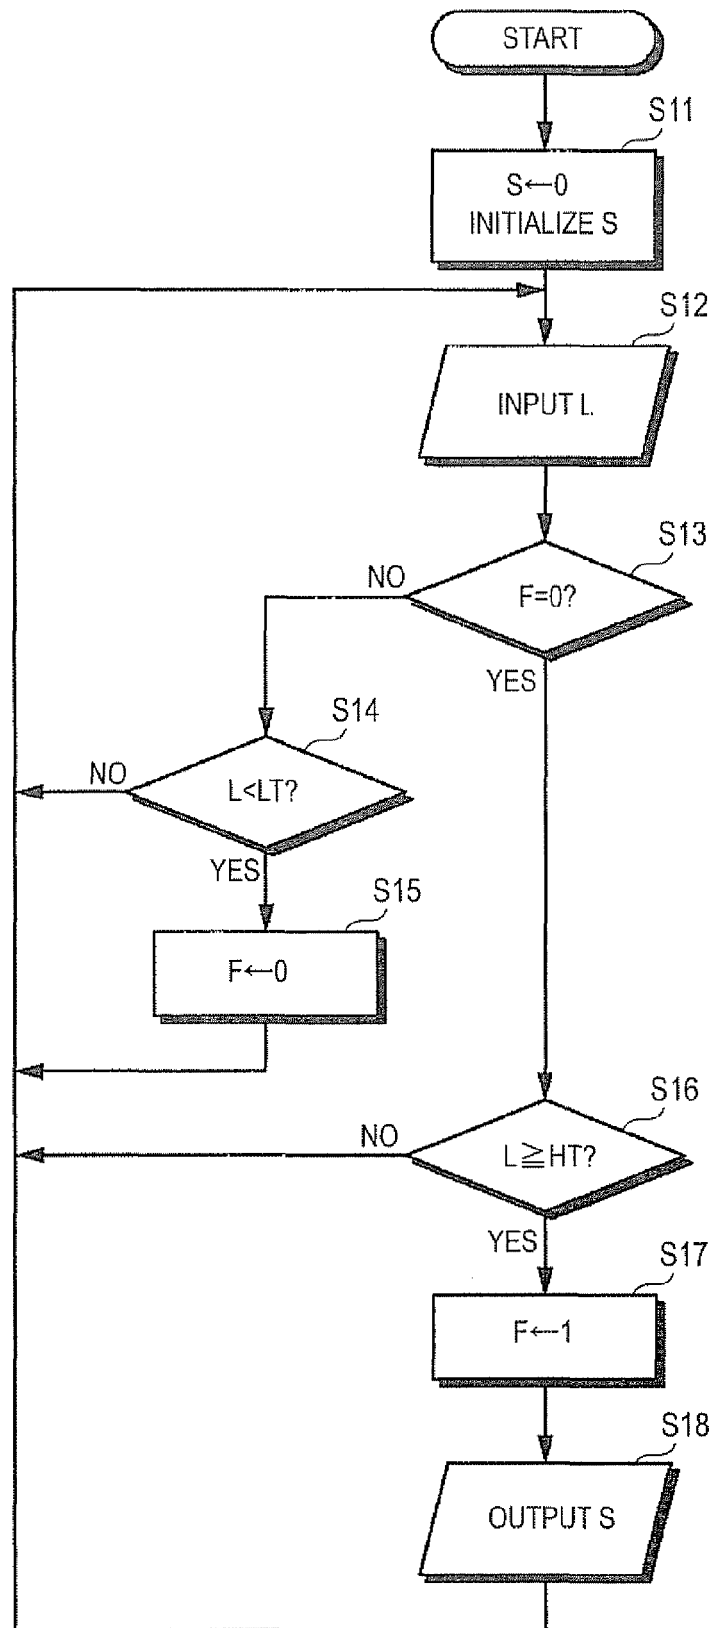 START
S11
S←0
INITIALIZE S
S12
INPUT L
S13
F=0?
NO
YES
S14
L<LT?
NO
YES
S15
F←0
S16
L≧HT?
NO
YES
S17
F←1
S18
OUTPUT S